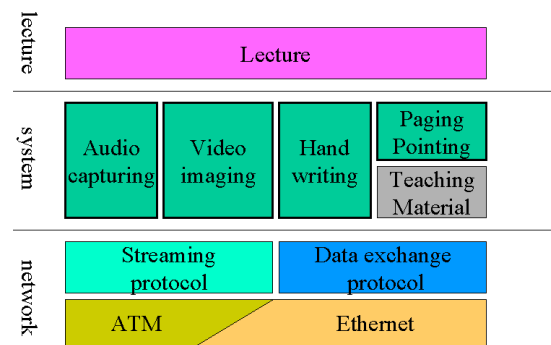 lecture
Lecture
system
Audio
capturing
Video
imaging
Hand
writing
Paging
Pointing
Teaching
Material
network
Streaming
protocol
Data exchange
protocol
ATM
Ethernet